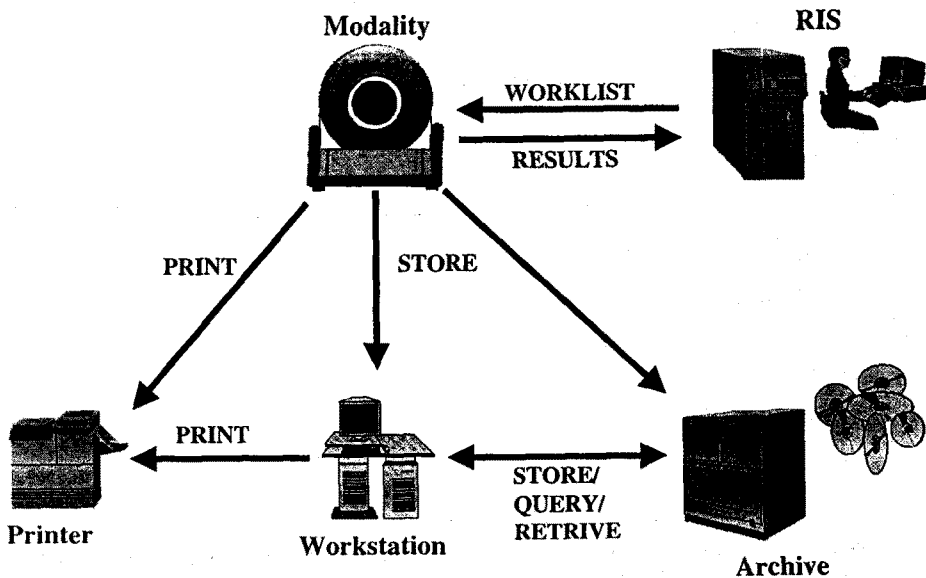 Modality
RIS
WORKLIST
RESULTS
PRINT
STORE
PRINT
STORE/
QUERY/
RETRIVE
Printer
Workstation
Archive